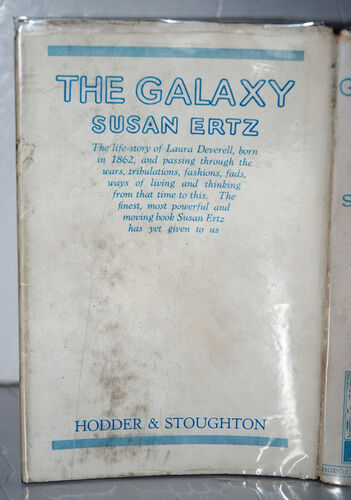 THE GALAXY
SUSAN ERTZ
The life-story of Laura Deverell, born
in 1862, and passing through the
wars, tribulations, fashions, fads,
ways of living and thinking
from that time to this. The
finest, most powerful and
moving book Susan Ertz
has yet given to us
HODDER & STOUGHTON
G
S
HODDE